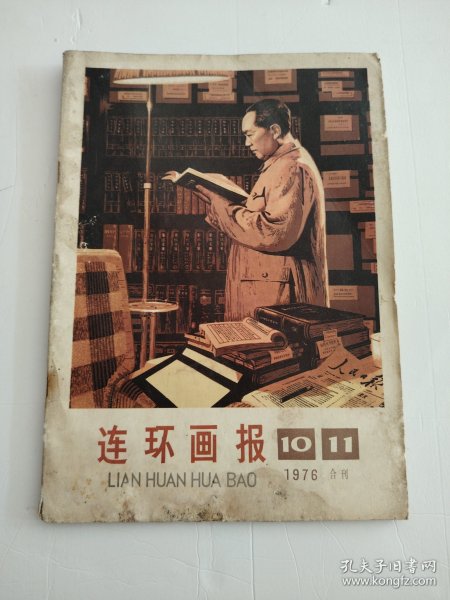 人民日报
连环画报 10 11
LIAN HUAN HUA BAO 1976 合刊
孔夫子旧书网
www.kongfz.com